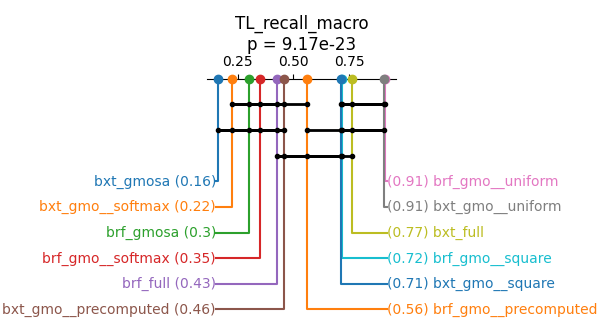 TL_recall_macro
p = 9.17e-23
0.25 0.50 0.75
bxt_gmosa (0.16) (0.91) brf_gmo__uniform
bxt_gmo__softmax (0.22) (0.91) bxt_gmo__uniform
brf_gmosa (0.3) (0.77) bxt_full
brf_gmo__softmax (0.35) (0.72) brf_gmo__square
brf_full (0.43) (0.71) bxt_gmo__square
bxt_gmo__precomputed (0.46) (0.56) brf_gmo__precomputed